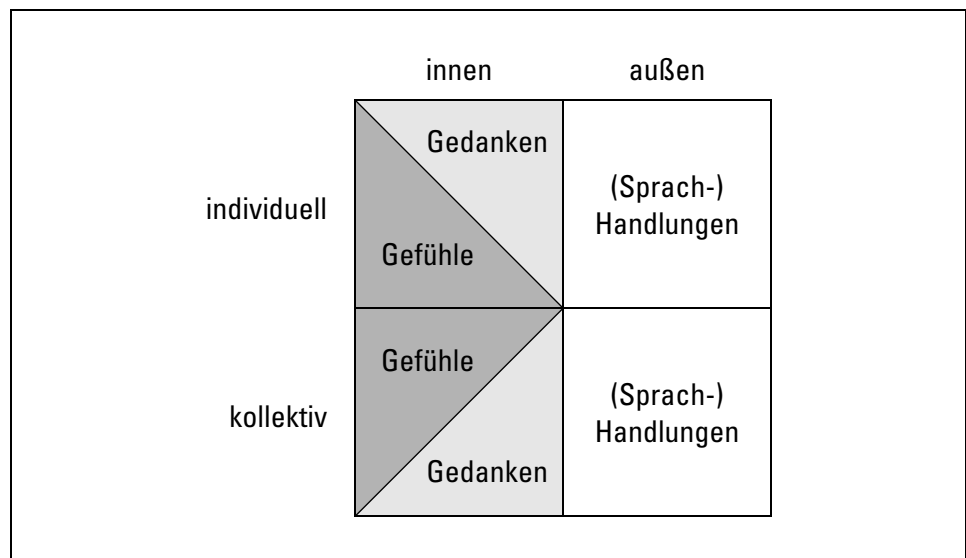 innen außen
Gedanken
(Sprach-)
individuell
Handlungen
Gefühle
Gefühle
(Sprach-)
kollektiv
Handlungen
Gedanken